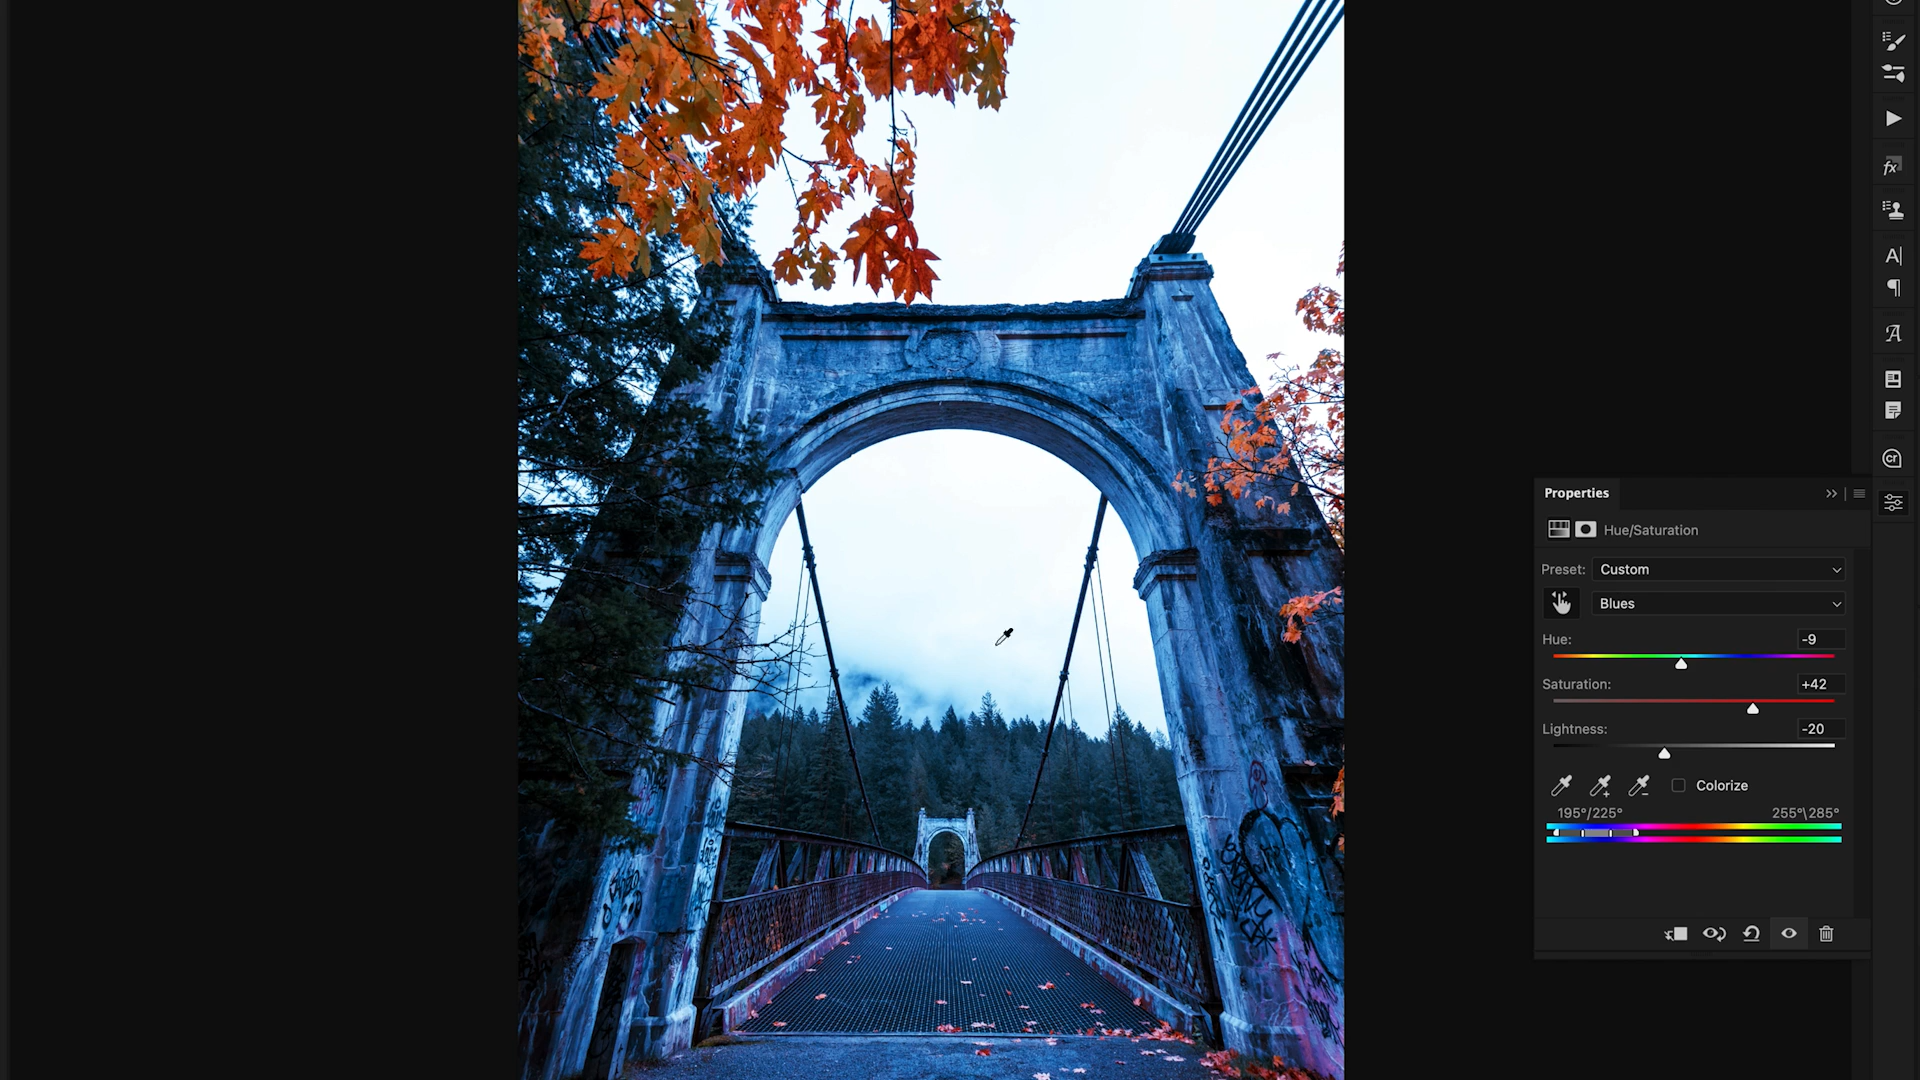 Properties
Hue/Saturation
Preset: Custom
Blues
Hue: -9
Saturation: +42
Lightness: -20
Colorize
195°/225° 255°\285°